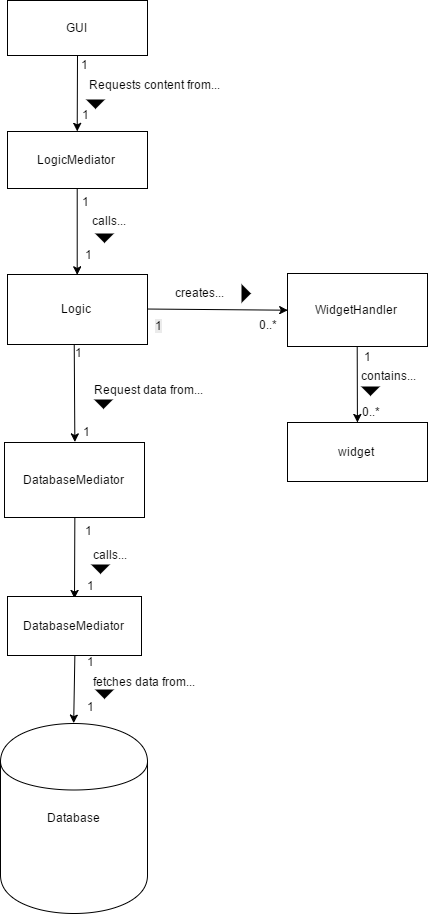 GUI
1
Requests content from...
1
LogicMediator
1
calls...
1
Logic
creates...
1
0..*
WidgetHandler
1
contains...
0..*
widget
1
Request data from...
1
DatabaseMediator
1
calls...
1
DatabaseMediator
1
fetches data from...
1
Database